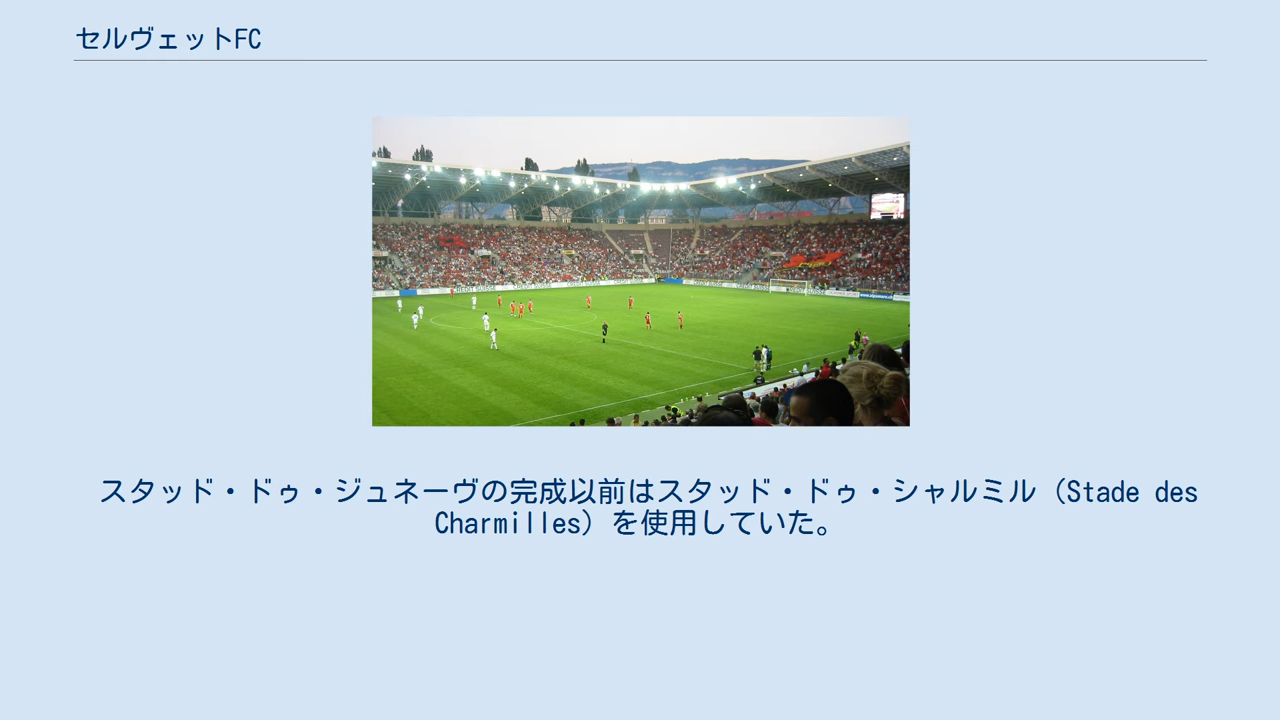 セルヴェットFC
スタッド・ドゥ・ジュネーヴの完成以前はスタッド・ドゥ・シャルミル（Stade des
Charmilles）を使用していた。